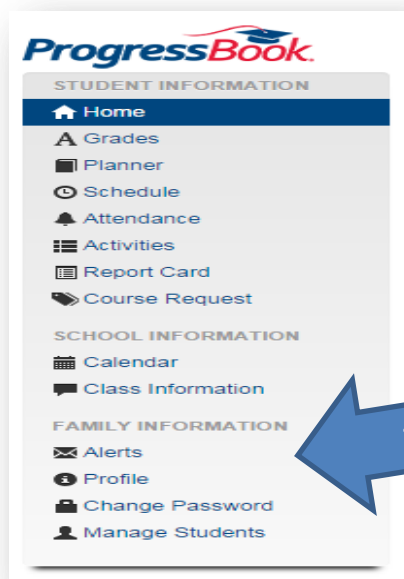 ProgressBook
STUDENT INFORMATION
Home
Grades
Planner
Schedule
Attendance
Activities
Report Card
Course Request
SCHOOL INFORMATION
Calendar
Class Information
FAMILY INFORMATION
Alerts
Profile
Change Password
Manage Students